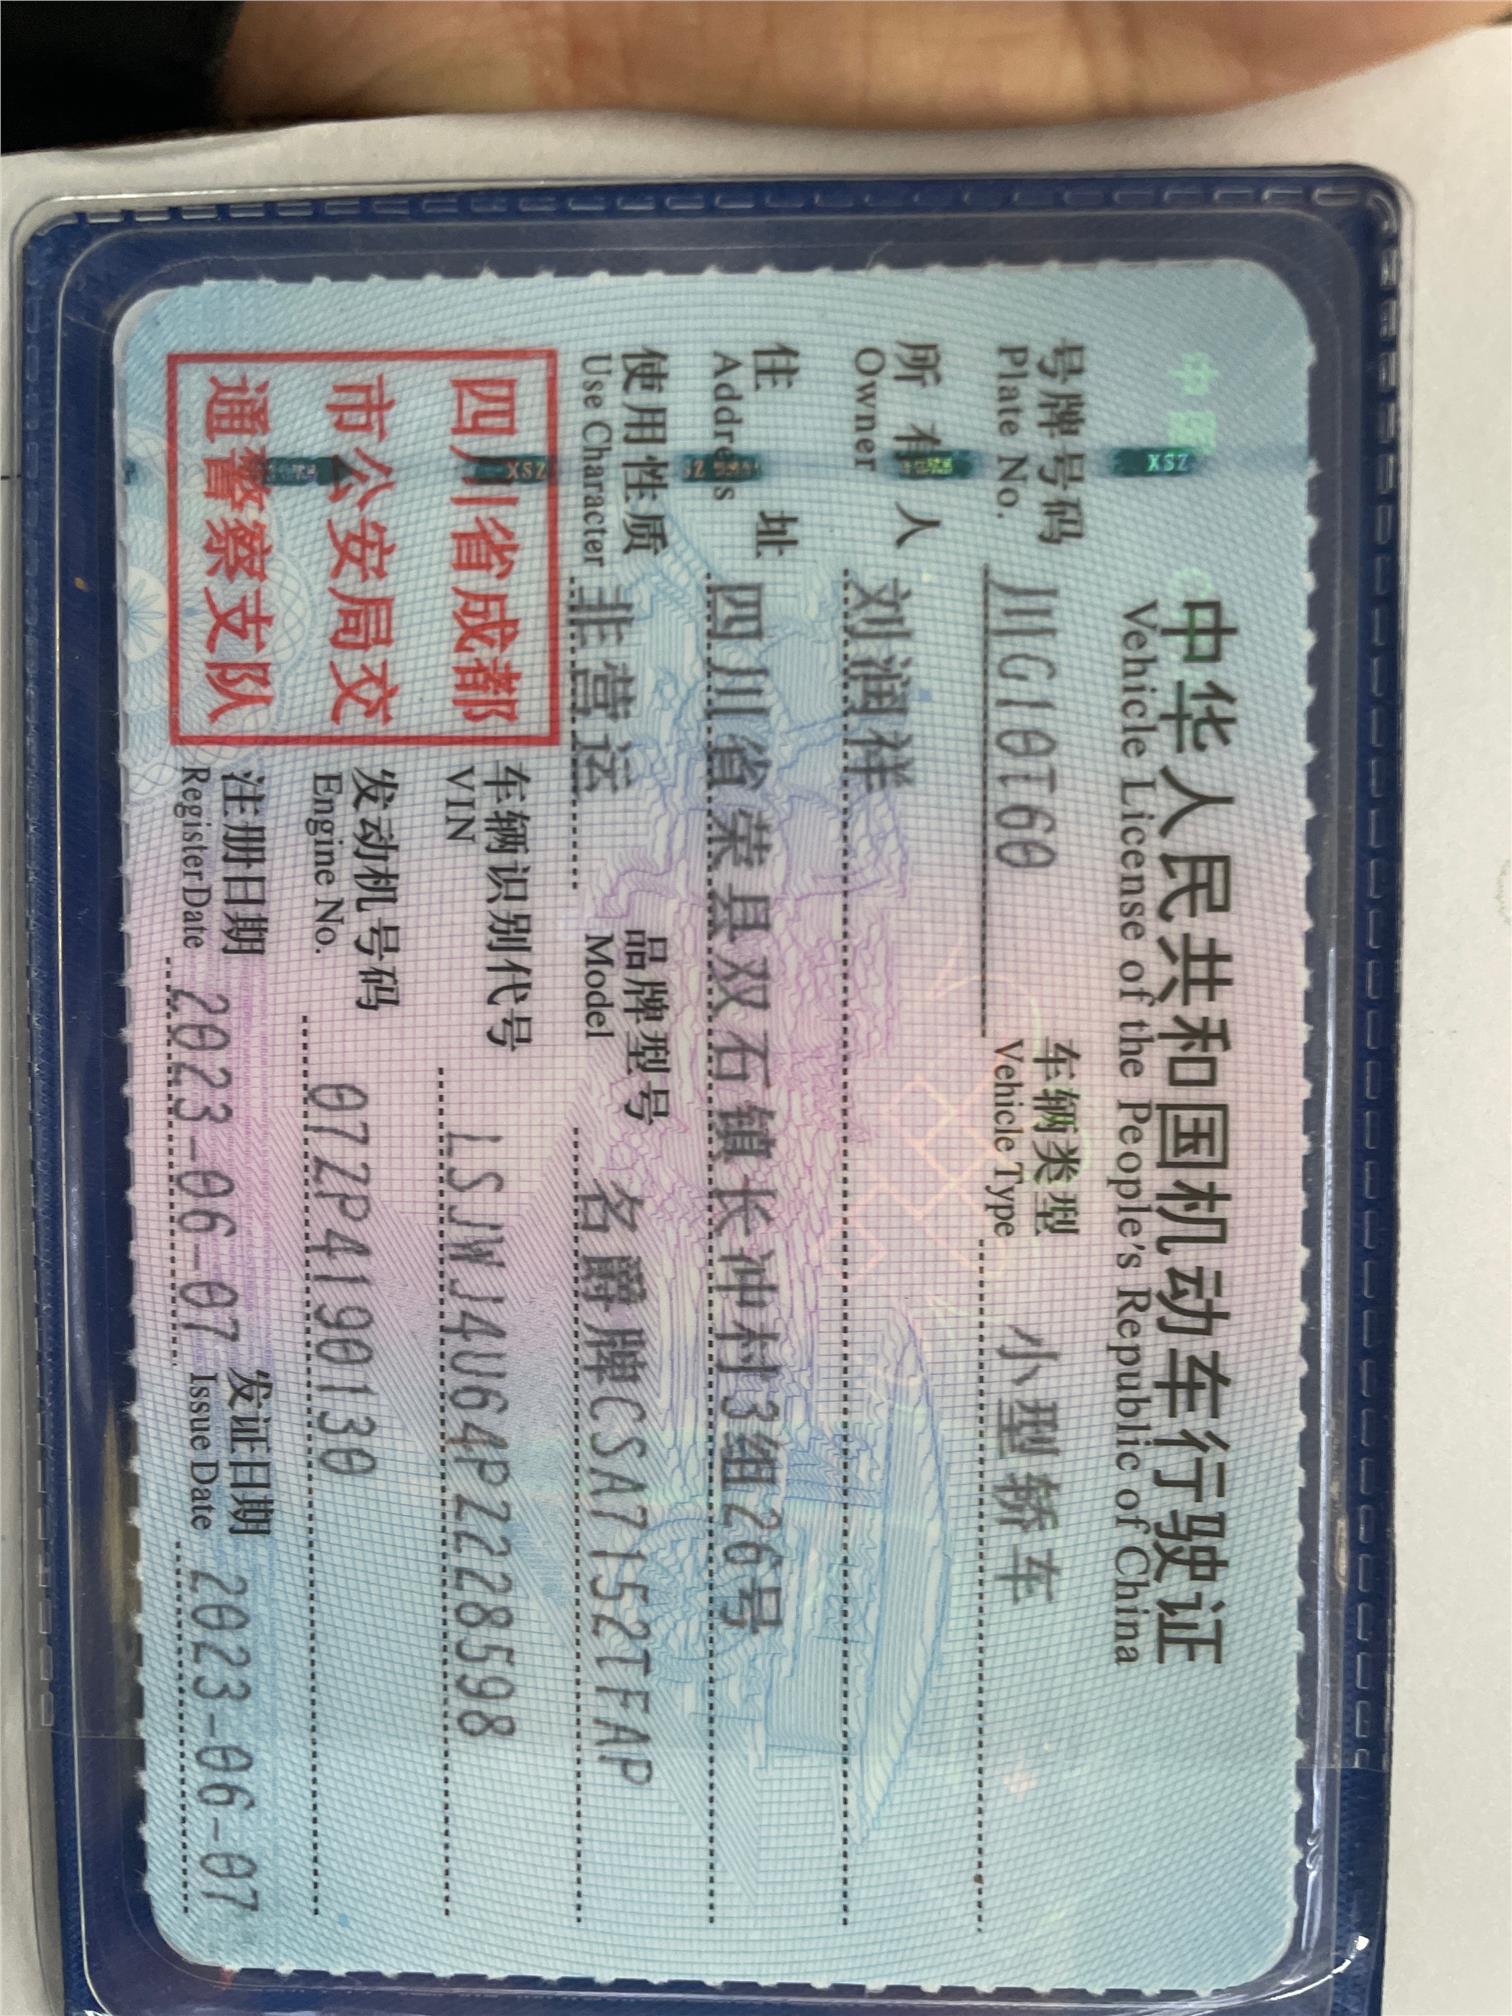 中华人民共和国机动车行驶证
Vehicle License of the People's Republic of China
号牌号码 川G10T60 车辆类型 小型轿车
Plate No. Vehicle Type
所有人 刘润祥
Owner
住址 四川省荣县双石镇长冲村3组26号
Address
使用性质 非营运 品牌型号 名爵牌CSA7152TFAP
Use Character Model
四川省成都
市公安局交
通警察支队
车辆识别代号 LSJWJ4U64PZ228598
VIN
发动机号码 07ZP4190130
Engine No.
注册日期 2023-06-07 发证日期 2023-06-07
Register Date Issue Date